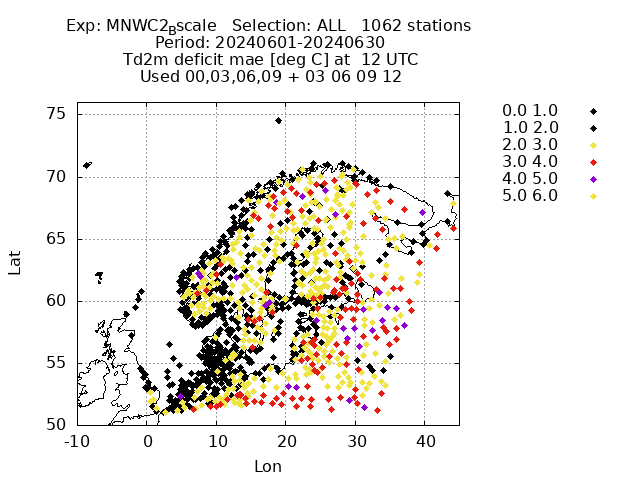 Exp: MNWC2Bscale   Selection: ALL   1062 stations
Period: 20240601-20240630
Td2m deficit mae [deg C] at  12 UTC
Used 00,03,06,09 + 03 06 09 12
75
70
65
60
55
50
-10 0 10 20 30 40
Lat
Lon
0.0 1.0
1.0 2.0
2.0 3.0
3.0 4.0
4.0 5.0
5.0 6.0